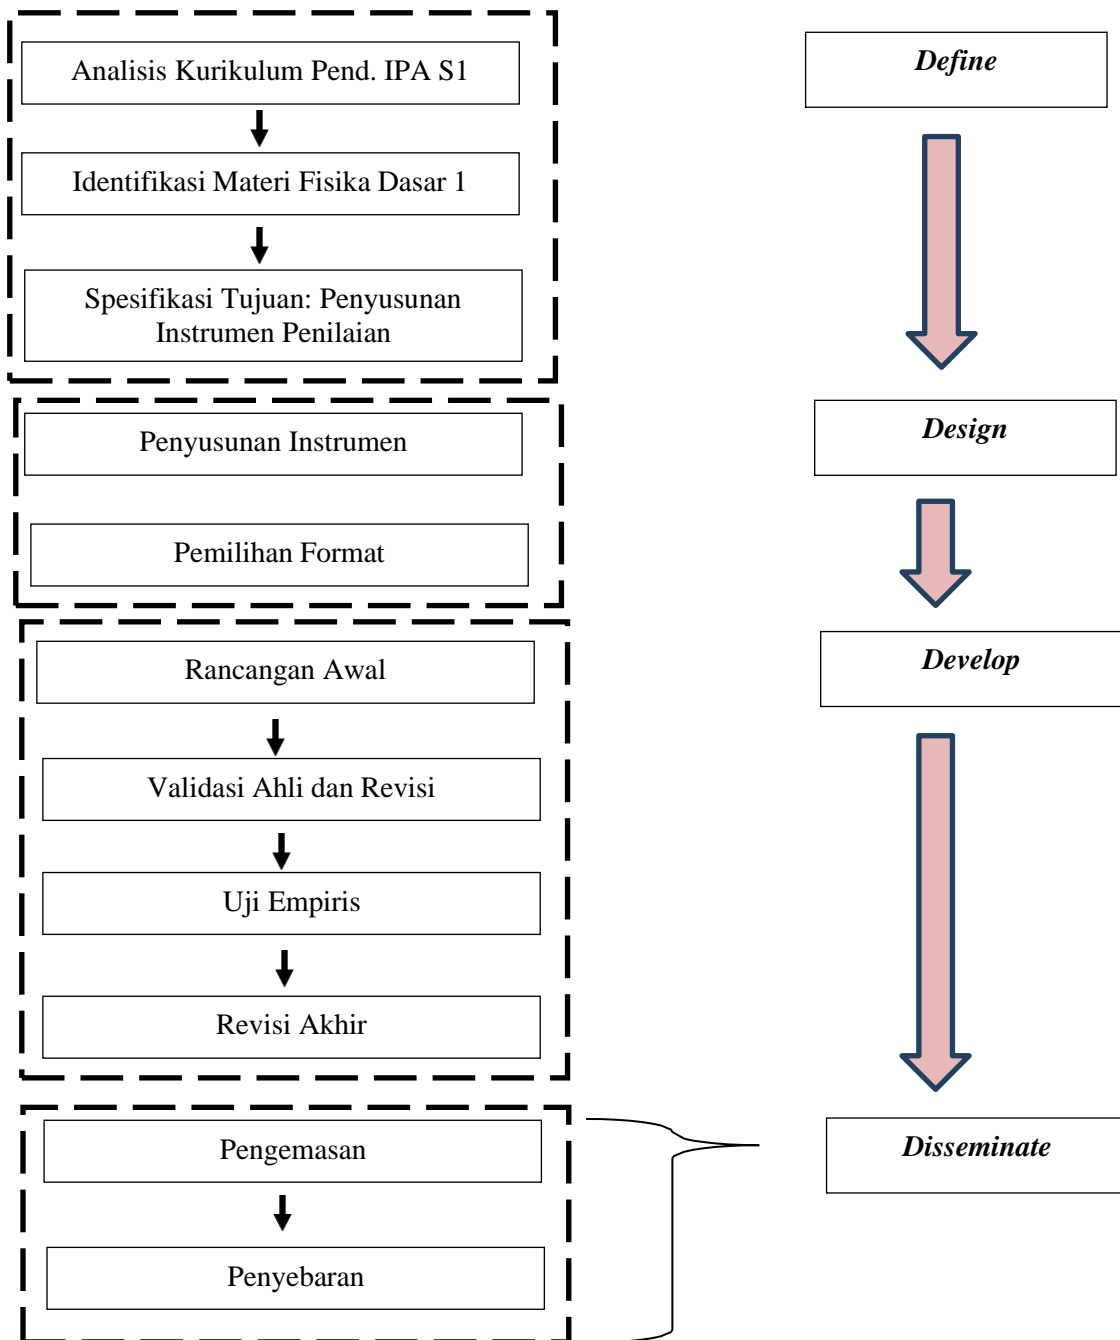 Analisis Kurikulum Pend. IPA S1
Define
Identifikasi Materi Fisika Dasar 1
Spesifikasi Tujuan: Penyusunan
Instrumen Penilaian
Penyusunan Instrumen
Design
Pemilihan Format
Rancangan Awal
Develop
Validasi Ahli dan Revisi
Uji Empiris
Revisi Akhir
Pengemasan
Disseminate
Penyebaran